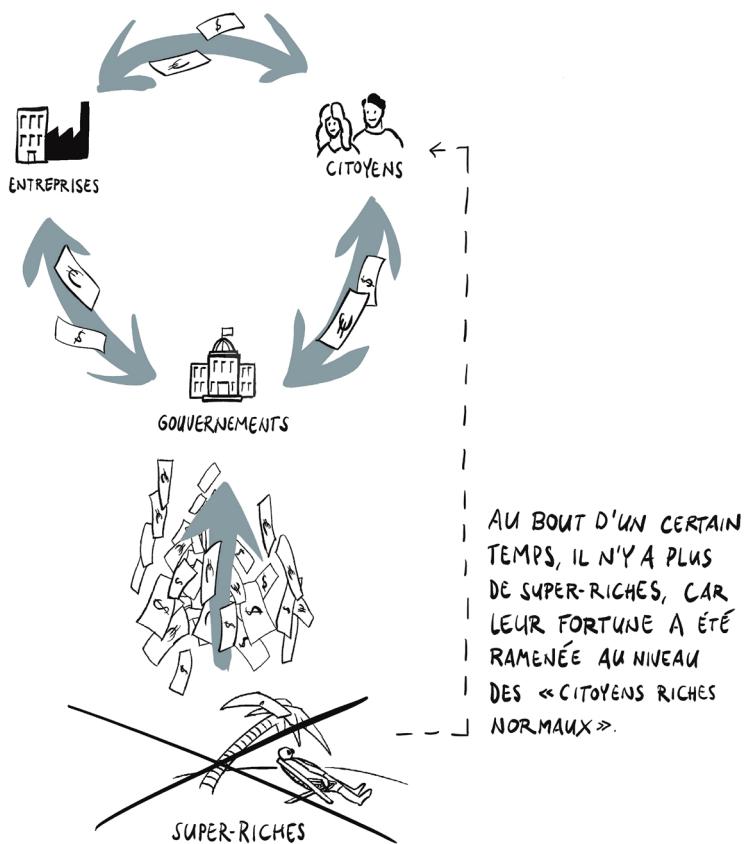 ENTREPRISES
CITOYENS
GOUVERNEMENTS
AU BOUT D'UN CERTAIN
TEMPS, IL N'Y A PLUS
DE SUPER-RICHES, CAR
LEUR FORTUNE A ÉTÉ
RAMENÉE AU NIVEAU
DES « CITOYENS RICHES
NORMAUX ».
SUPER-RICHES